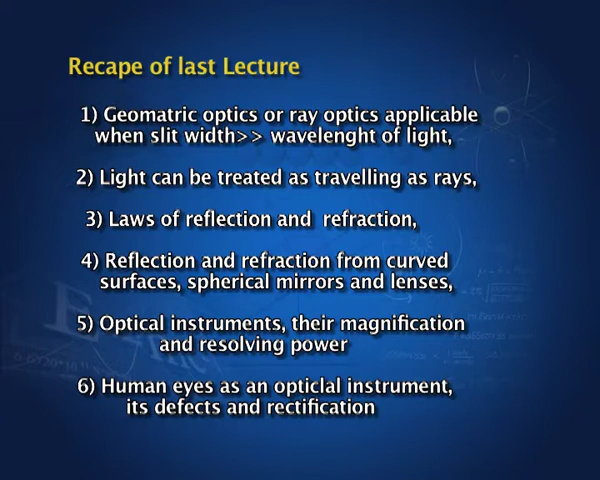 Recape of last Lecture
1) Geomatric optics or ray optics applicable
when slit width>> wavelenght of light,
2) Light can be treated as travelling as rays,
3) Laws of reflection and refraction,
4) Reflection and refraction from curved
surfaces, spherical mirrors and lenses,
5) Optical instruments, their magnification
and resolving power
6) Human eyes as an opticlal instrument,
its defects and rectification